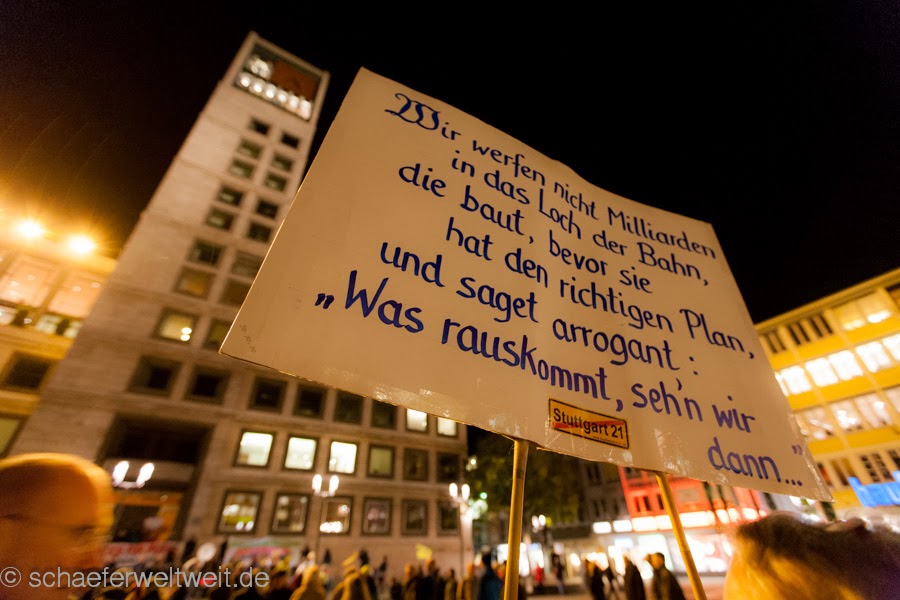 Wir werfen nicht Milliarden
in das Loch der Bahn,
die baut, bevor sie
hat den richtigen Plan,
und saget arrogant;
„Was rauskommt, seh'n wir
dann..."
Stuttgart 21
© schaeferweltweit.de